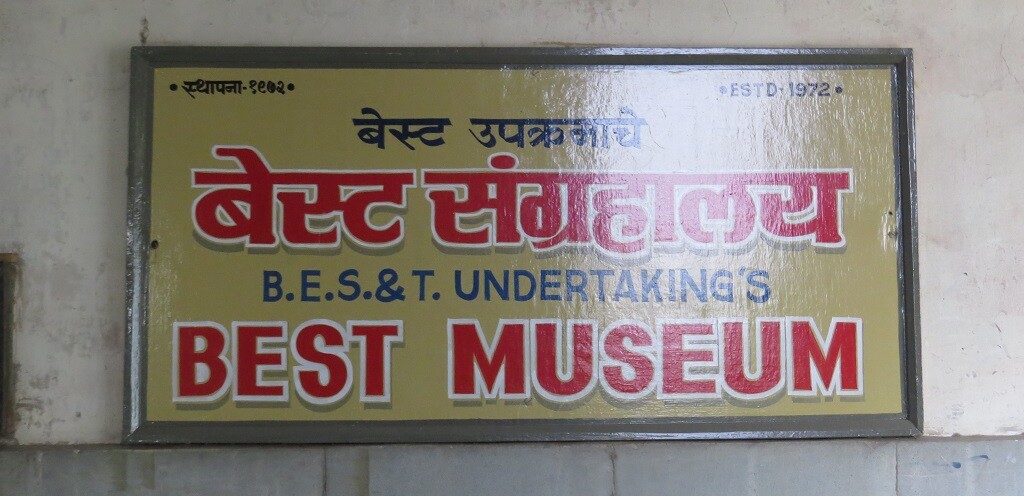 •स्थापना-१९७२• •ESTD-1972•
बेस्ट उपक्रमाचे
बेस्ट संग्रहालय
B.E.S.&T. UNDERTAKING'S
BEST MUSEUM